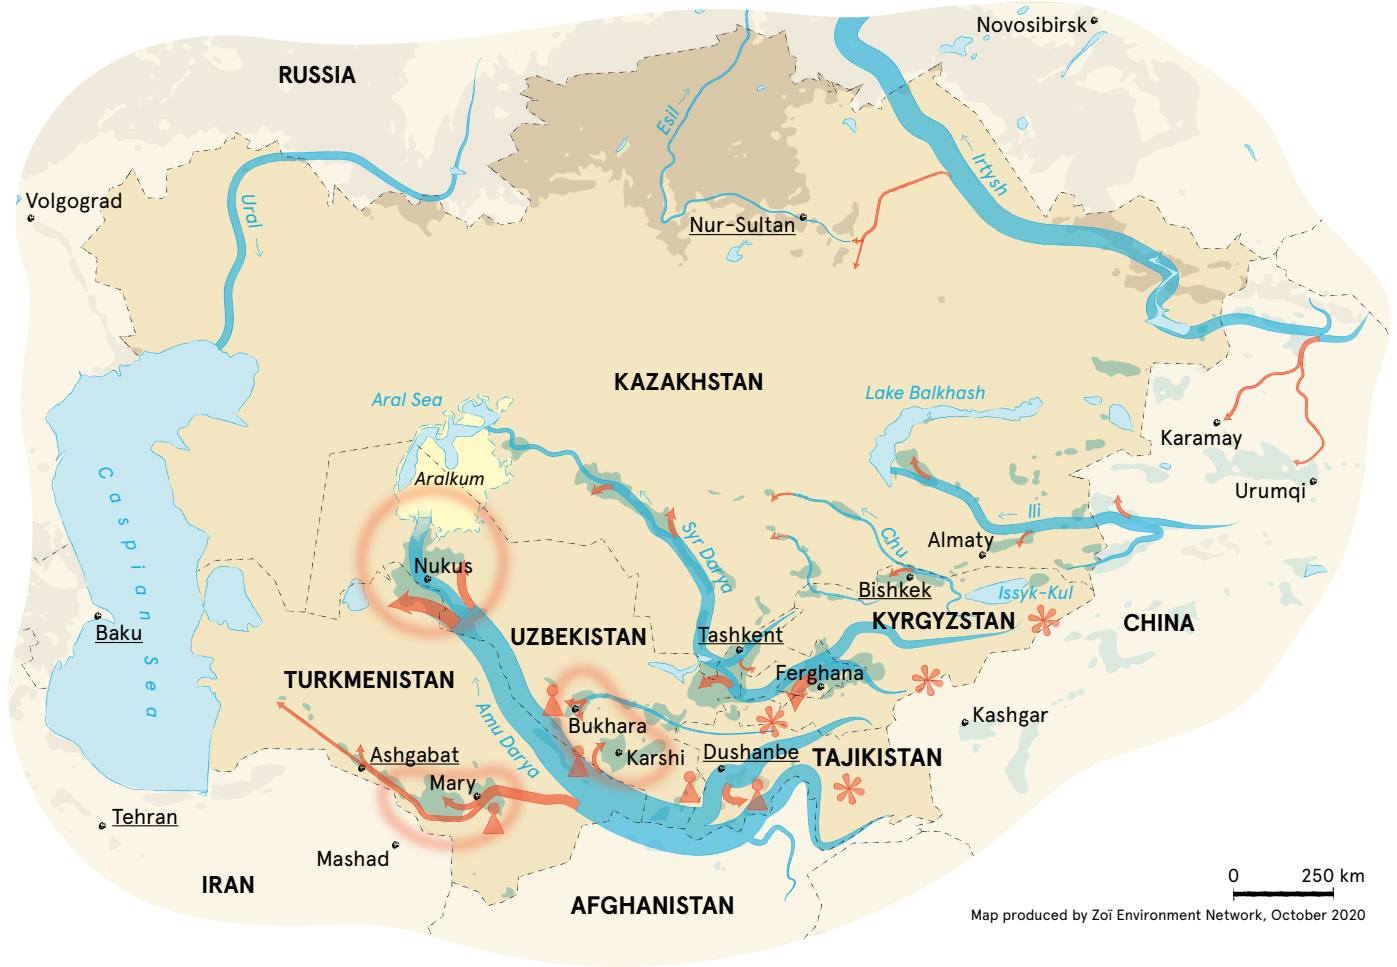 Novosibirsk
RUSSIA
Esil
Irtysh
Volgograd
Ural
Nur-Sultan
KAZAKHSTAN
Aral Sea
Lake Balkhash
Karamay
Aralkum
Urumqi
Caspian Sea
Ili
Syr Darya
Chu
Almaty
Nukus
Bishkek
Issyk-Kul
Baku
UZBEKISTAN
Tashkent
KYRGYZSTAN
CHINA
TURKMENISTAN
Ferghana
Amu Darya
Bukhara
Kashgar
Ashgabat
Karshi
Dushanbe
TAJIKISTAN
Mary
Tehran
Mashad
IRAN
AFGHANISTAN
0 250 km
Map produced by Zoï Environment Network, October 2020